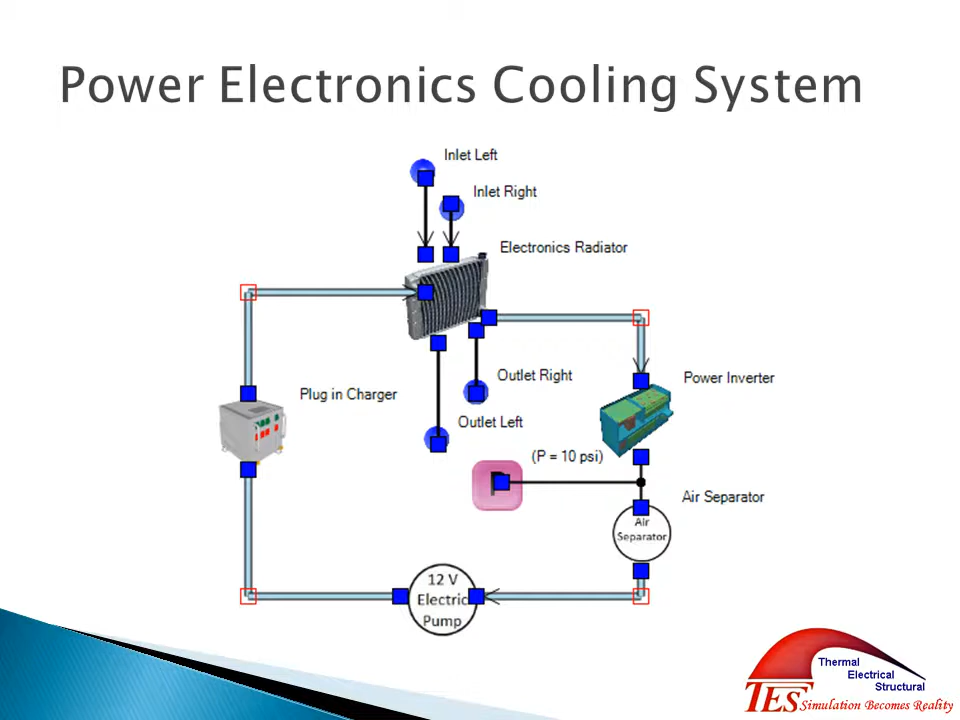 Power Electronics Cooling System
Inlet Left
Inlet Right
Electronics Radiator
Outlet Right
Power Inverter
Plug in Charger
Outlet Left
(P = 10 psi)
P
Air Separator
Air
Separator
12 V
Electric
Pump
Thermal
Electrical
Structural
TES Simulation Becomes Reality